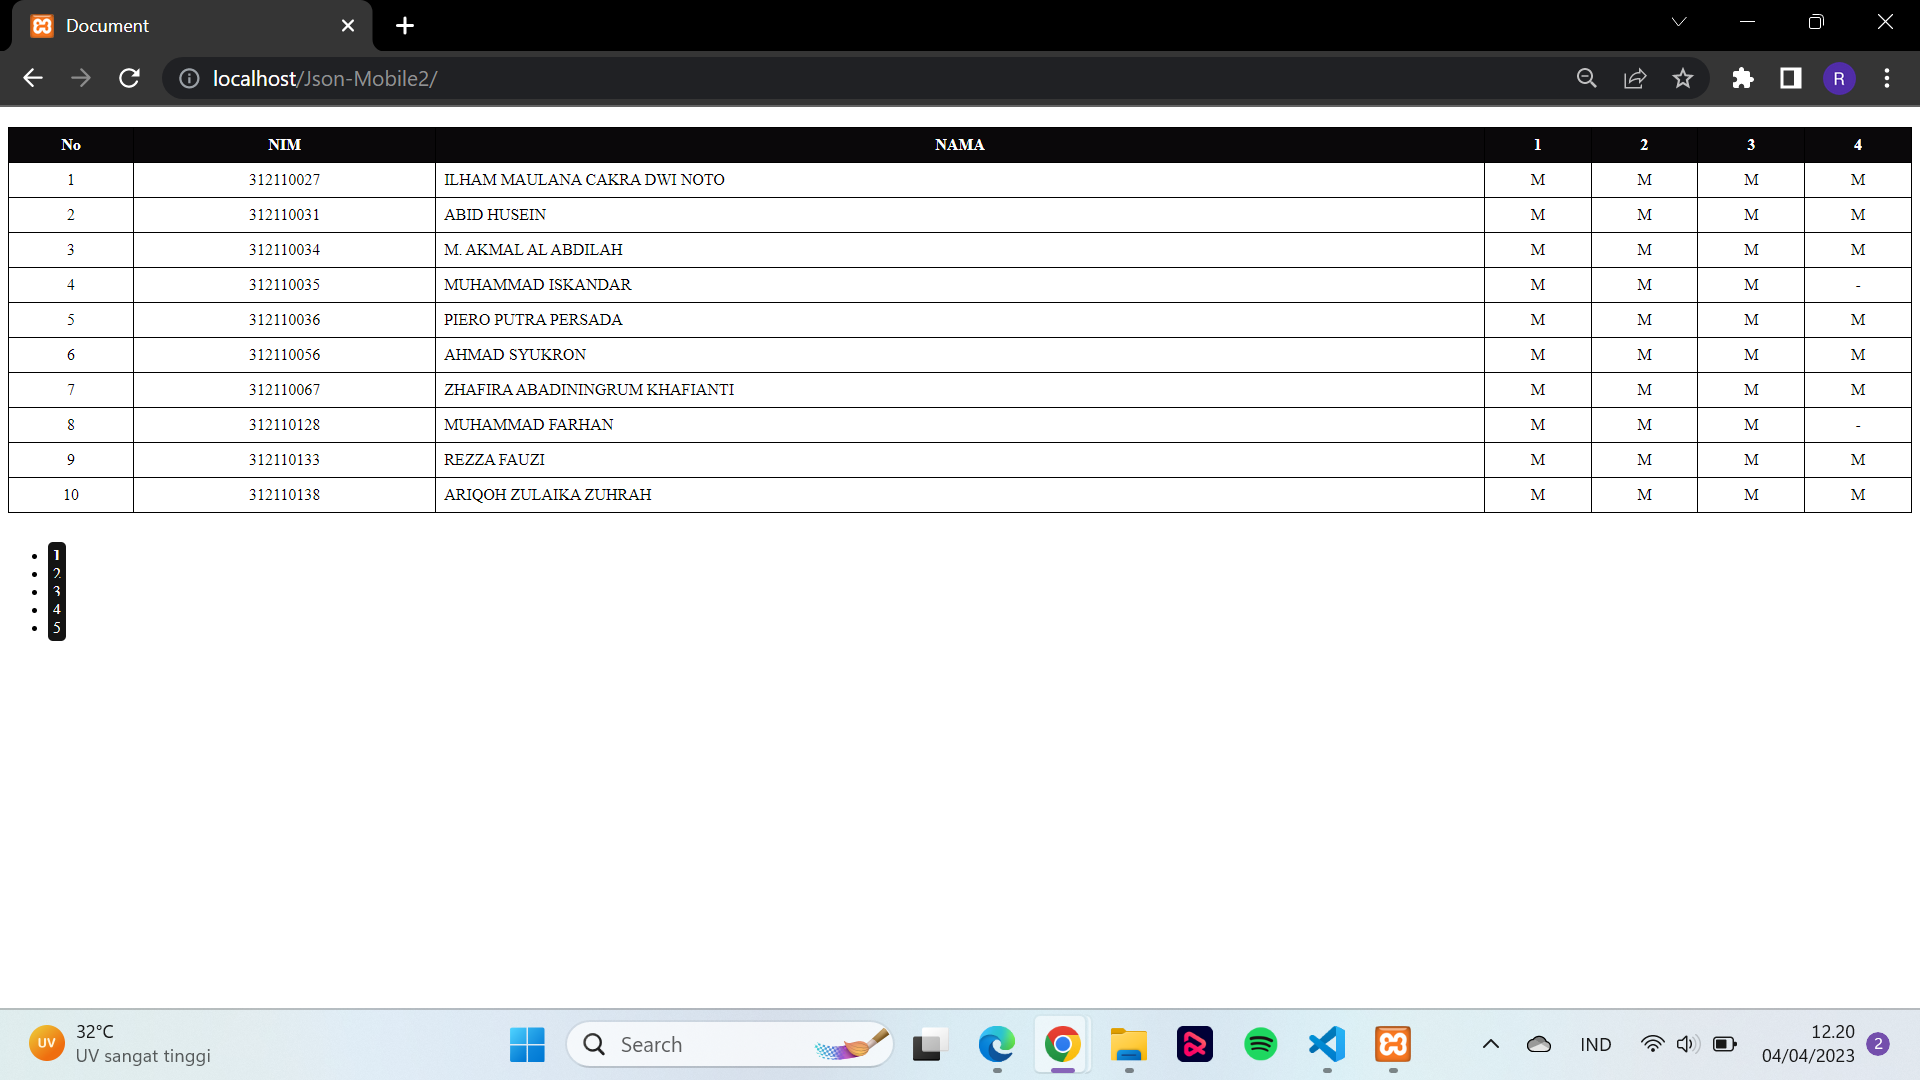 Document
localhost/Json-Mobile2/
R
No NIM NAMA 1 2 3 4
1 312110027 ILHAM MAULANA CAKRA DWI NOTO M M M M
2 312110031 ABID HUSEIN M M M M
3 312110034 M. AKMAL AL ABDILAH M M M M
4 312110035 MUHAMMAD ISKANDAR M M M -
5 312110036 PIERO PUTRA PERSADA M M M M
6 312110056 AHMAD SYUKRON M M M M
7 312110067 ZHAFIRA ABADININGRUM KHAFIANTI M M M M
8 312110128 MUHAMMAD FARHAN M M M -
9 312110133 REZZA FAUZI M M M M
10 312110138 ARIQOH ZULAIKA ZUHRAH M M M M
1
2
3
4
5
UV
32°C
UV sangat tinggi
Search
IND
12.20
04/04/2023
2